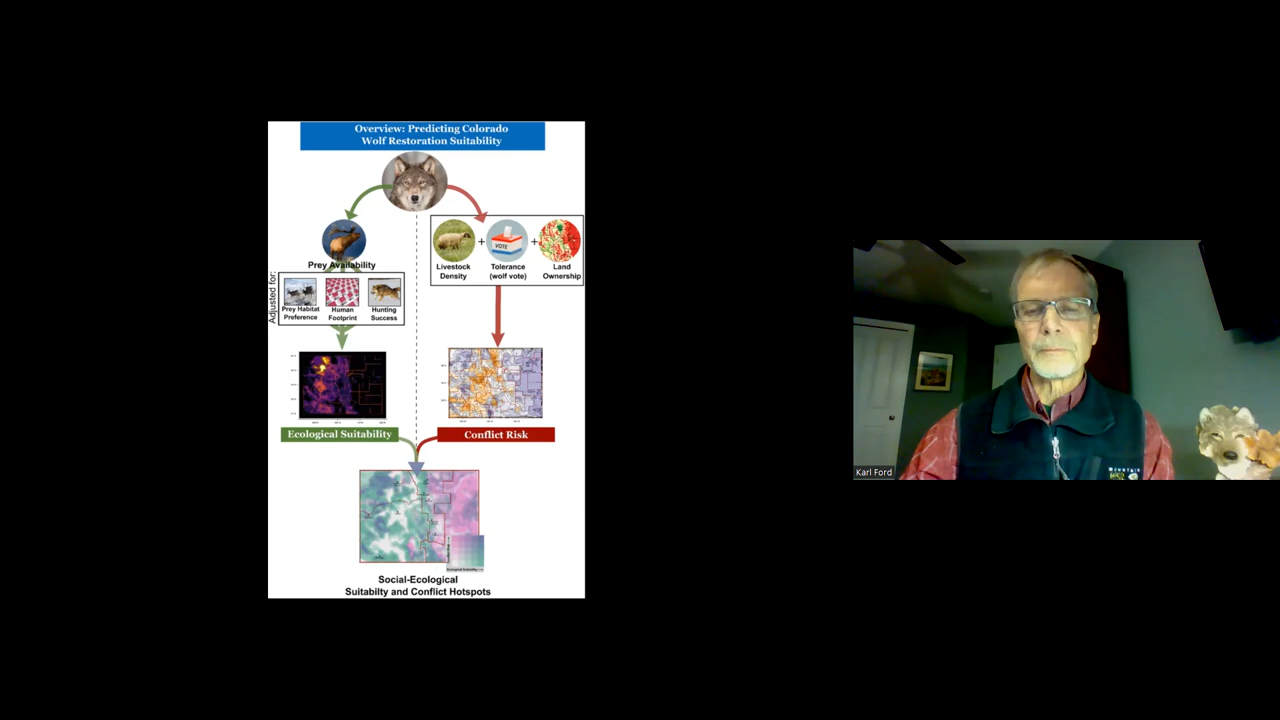 Overview: Predicting Colorado
Wolf Restoration Suitability
Prey Availability
Adjusted for:
Prey Habitat
Preference
Human
Footprint
Hunting
Success
VOTE
+
+
Livestock
Density
Tolerance
(wolf vote)
Land
Ownership
Ecological Suitability
Conflict Risk
Social-Ecological
Suitabilty and Conflict Hotspots
Karl Ford
MOUNTAIN